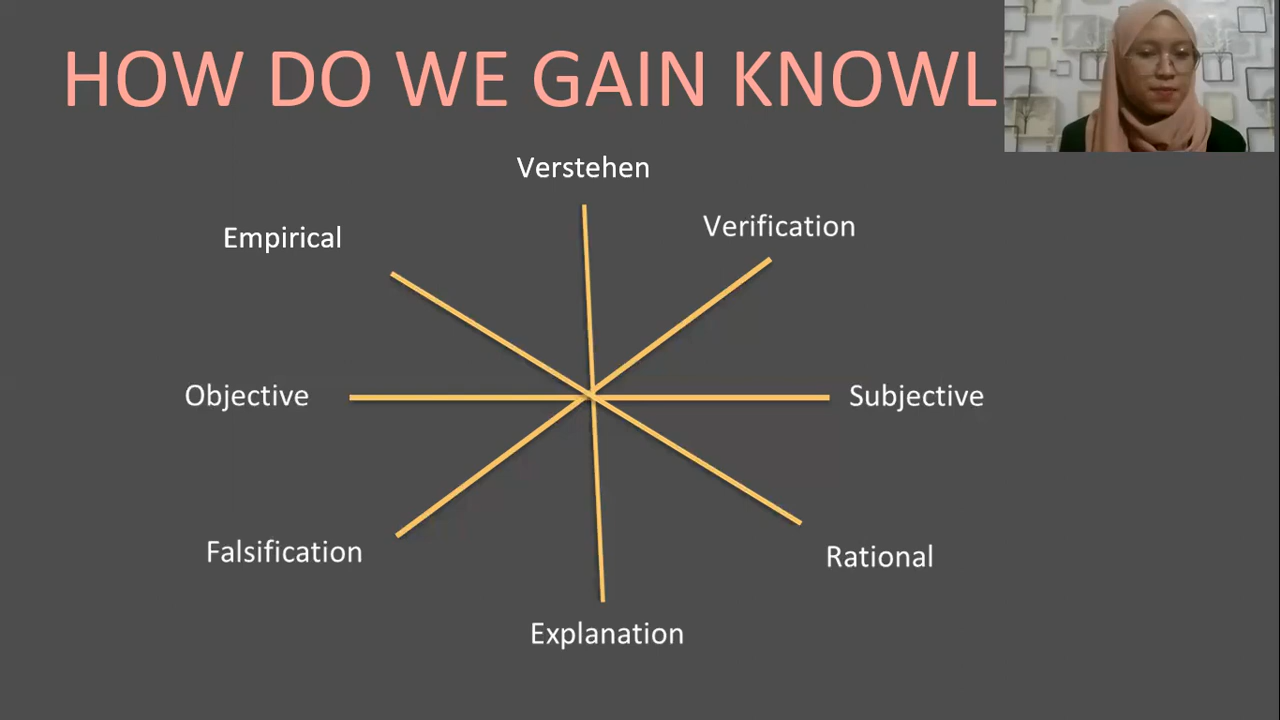 HOW DO WE GAIN KNOWL
Verstehen
Verification
Empirical
Objective
Subjective
Falsification
Rational
Explanation